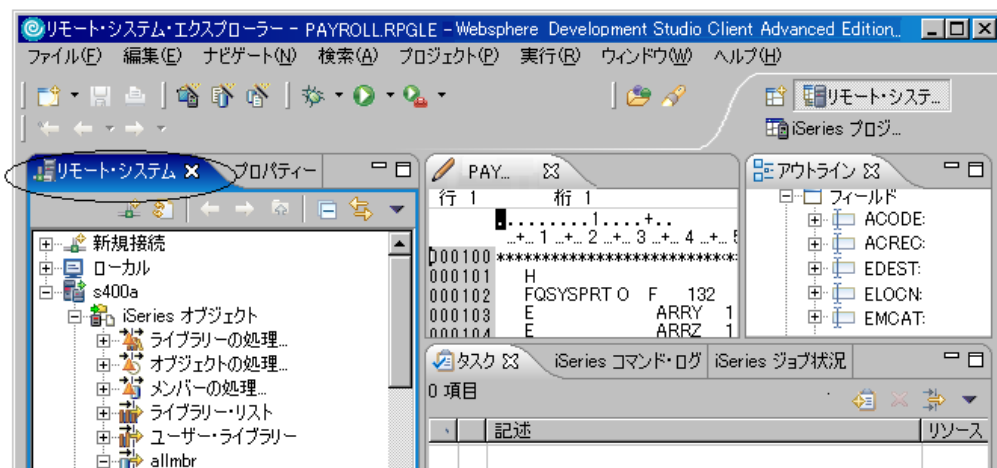 リモート・システム・エクスプローラー - PAYROLL.RPGLE - Websphere Development Studio Client Advanced Edition...
ファイル(F) 編集(E) ナビゲート(N) 検索(A) プロジェクト(P) 実行(R) ウィンドウ(W) ヘルプ(H)
リモート・システ...
iSeries プロジ...
リモート・システム プロパティー
新規接続
ローカル
s400a
iSeries オブジェクト
ライブラリーの処理...
オブジェクトの処理...
メンバーの処理...
ライブラリー・リスト
ユーザー・ライブラリー
allmbr
PAY...
行 1 桁 1
.........1....+..
...+... 1 ...+... 2 ...+... 3 ...+... 4 ...+... 5
000100 **************************
000101 H
000102 FQSYSPRT O F 132
000103 E ARRY 1
000104 E ARRZ 1
アウトライン
フィールド
ACODE:
ACREC:
EDEST:
ELOCN:
EMCAT:
タスク iSeries コマンド・ログ iSeries ジョブ状況
0 項目
記述 リソース